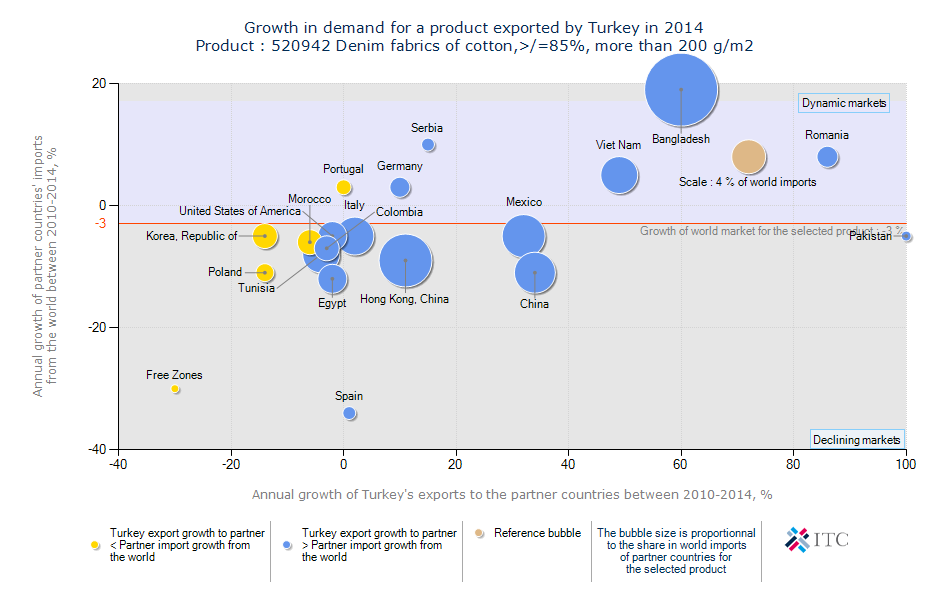 Growth in demand for a product exported by Turkey in 2014
Product : 520942 Denim fabrics of cotton,>/=85%, more than 200 g/m2
Annual growth of partner countries' imports
from the world between 2010-2014, %
20
0
-3
-20
-40
Dynamic markets
Bangladesh
Romania
Serbia
Viet Nam
Scale : 4 % of world imports
Portugal
Germany
Morocco
Italy
Mexico
United States of America
Colombia
Growth of world market for the selected product : -3 %
Korea, Republic of
Pakistan
Poland
Tunisia
Egypt
Hong Kong, China
China
Free Zones
Spain
Declining markets
-40
-20
0
20
40
60
80
100
Annual growth of Turkey's exports to the partner countries between 2010-2014, %
Turkey export growth to partner
< Partner import growth from
the world
Turkey export growth to partner
> Partner import growth from
the world
Reference bubble
The bubble size is proportionnal
to the share in world imports
of partner countries for
the selected product
ITC